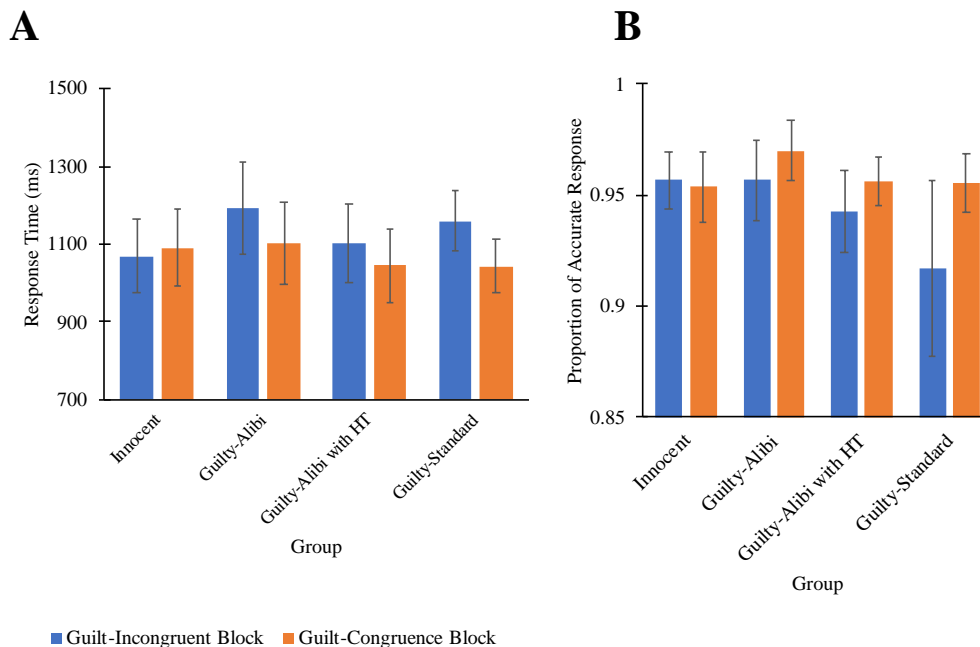 A
B
1500
1300
1100
900
700
Response Time (ms)
Innocent
Guilty-Alibi
Guilty-Alibi with HT
Guilty-Standard
Group
1
0.95
0.9
0.85
Proportion of Accurate Response
Innocent
Guilty-Alibi
Guilty-Alibi with HT
Guilty-Standard
Group
Guilt-Incongruent Block
Guilt-Congruence Block